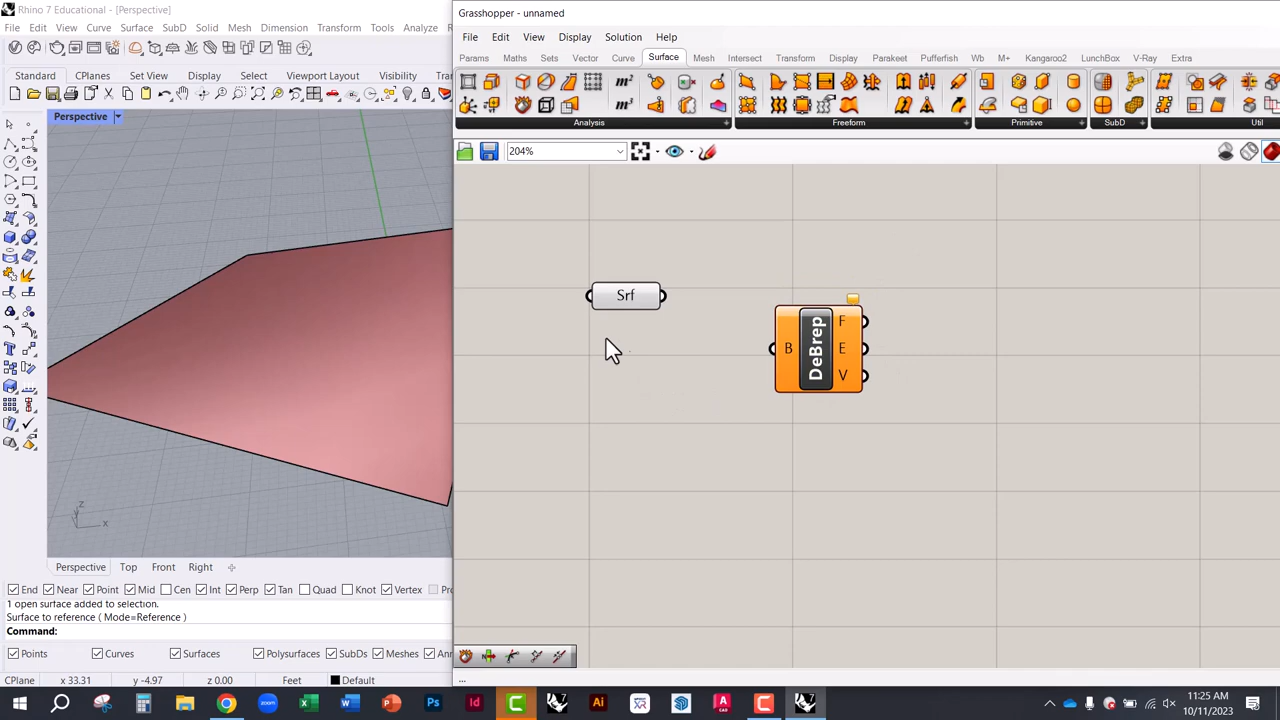 Rhino 7 Educational - [Perspective]
File Edit View Curve Surface SubD Solid Mesh Dimension Transform Tools Analyze
Standard CPlanes Set View Display Select Viewport Layout Visibility
Perspective
z
x
Perspective Top Front Right
End Near Point Mid Cen Int Perp Tan Quad Knot Vertex
1 open surface added to selection.
Surface to reference ( Mode=Reference )
Command:
Points Curves Surfaces Polysurfaces SubDs Meshes
CPlane x 33.31 y -4.97 z 0.00 Feet Default
Grasshopper - unnamed
File Edit View Display Solution Help
Params Maths Sets Vector Curve Surface Mesh Intersect Transform Display Parakeet Pufferfish Wb M+ Kangaroo2 LunchBox V-Ray Extra
m² m³
Analysis Freeform Primitive SubD Util
204%
Srf
B DeBrep F E V
...
11:25 AM
10/11/2023